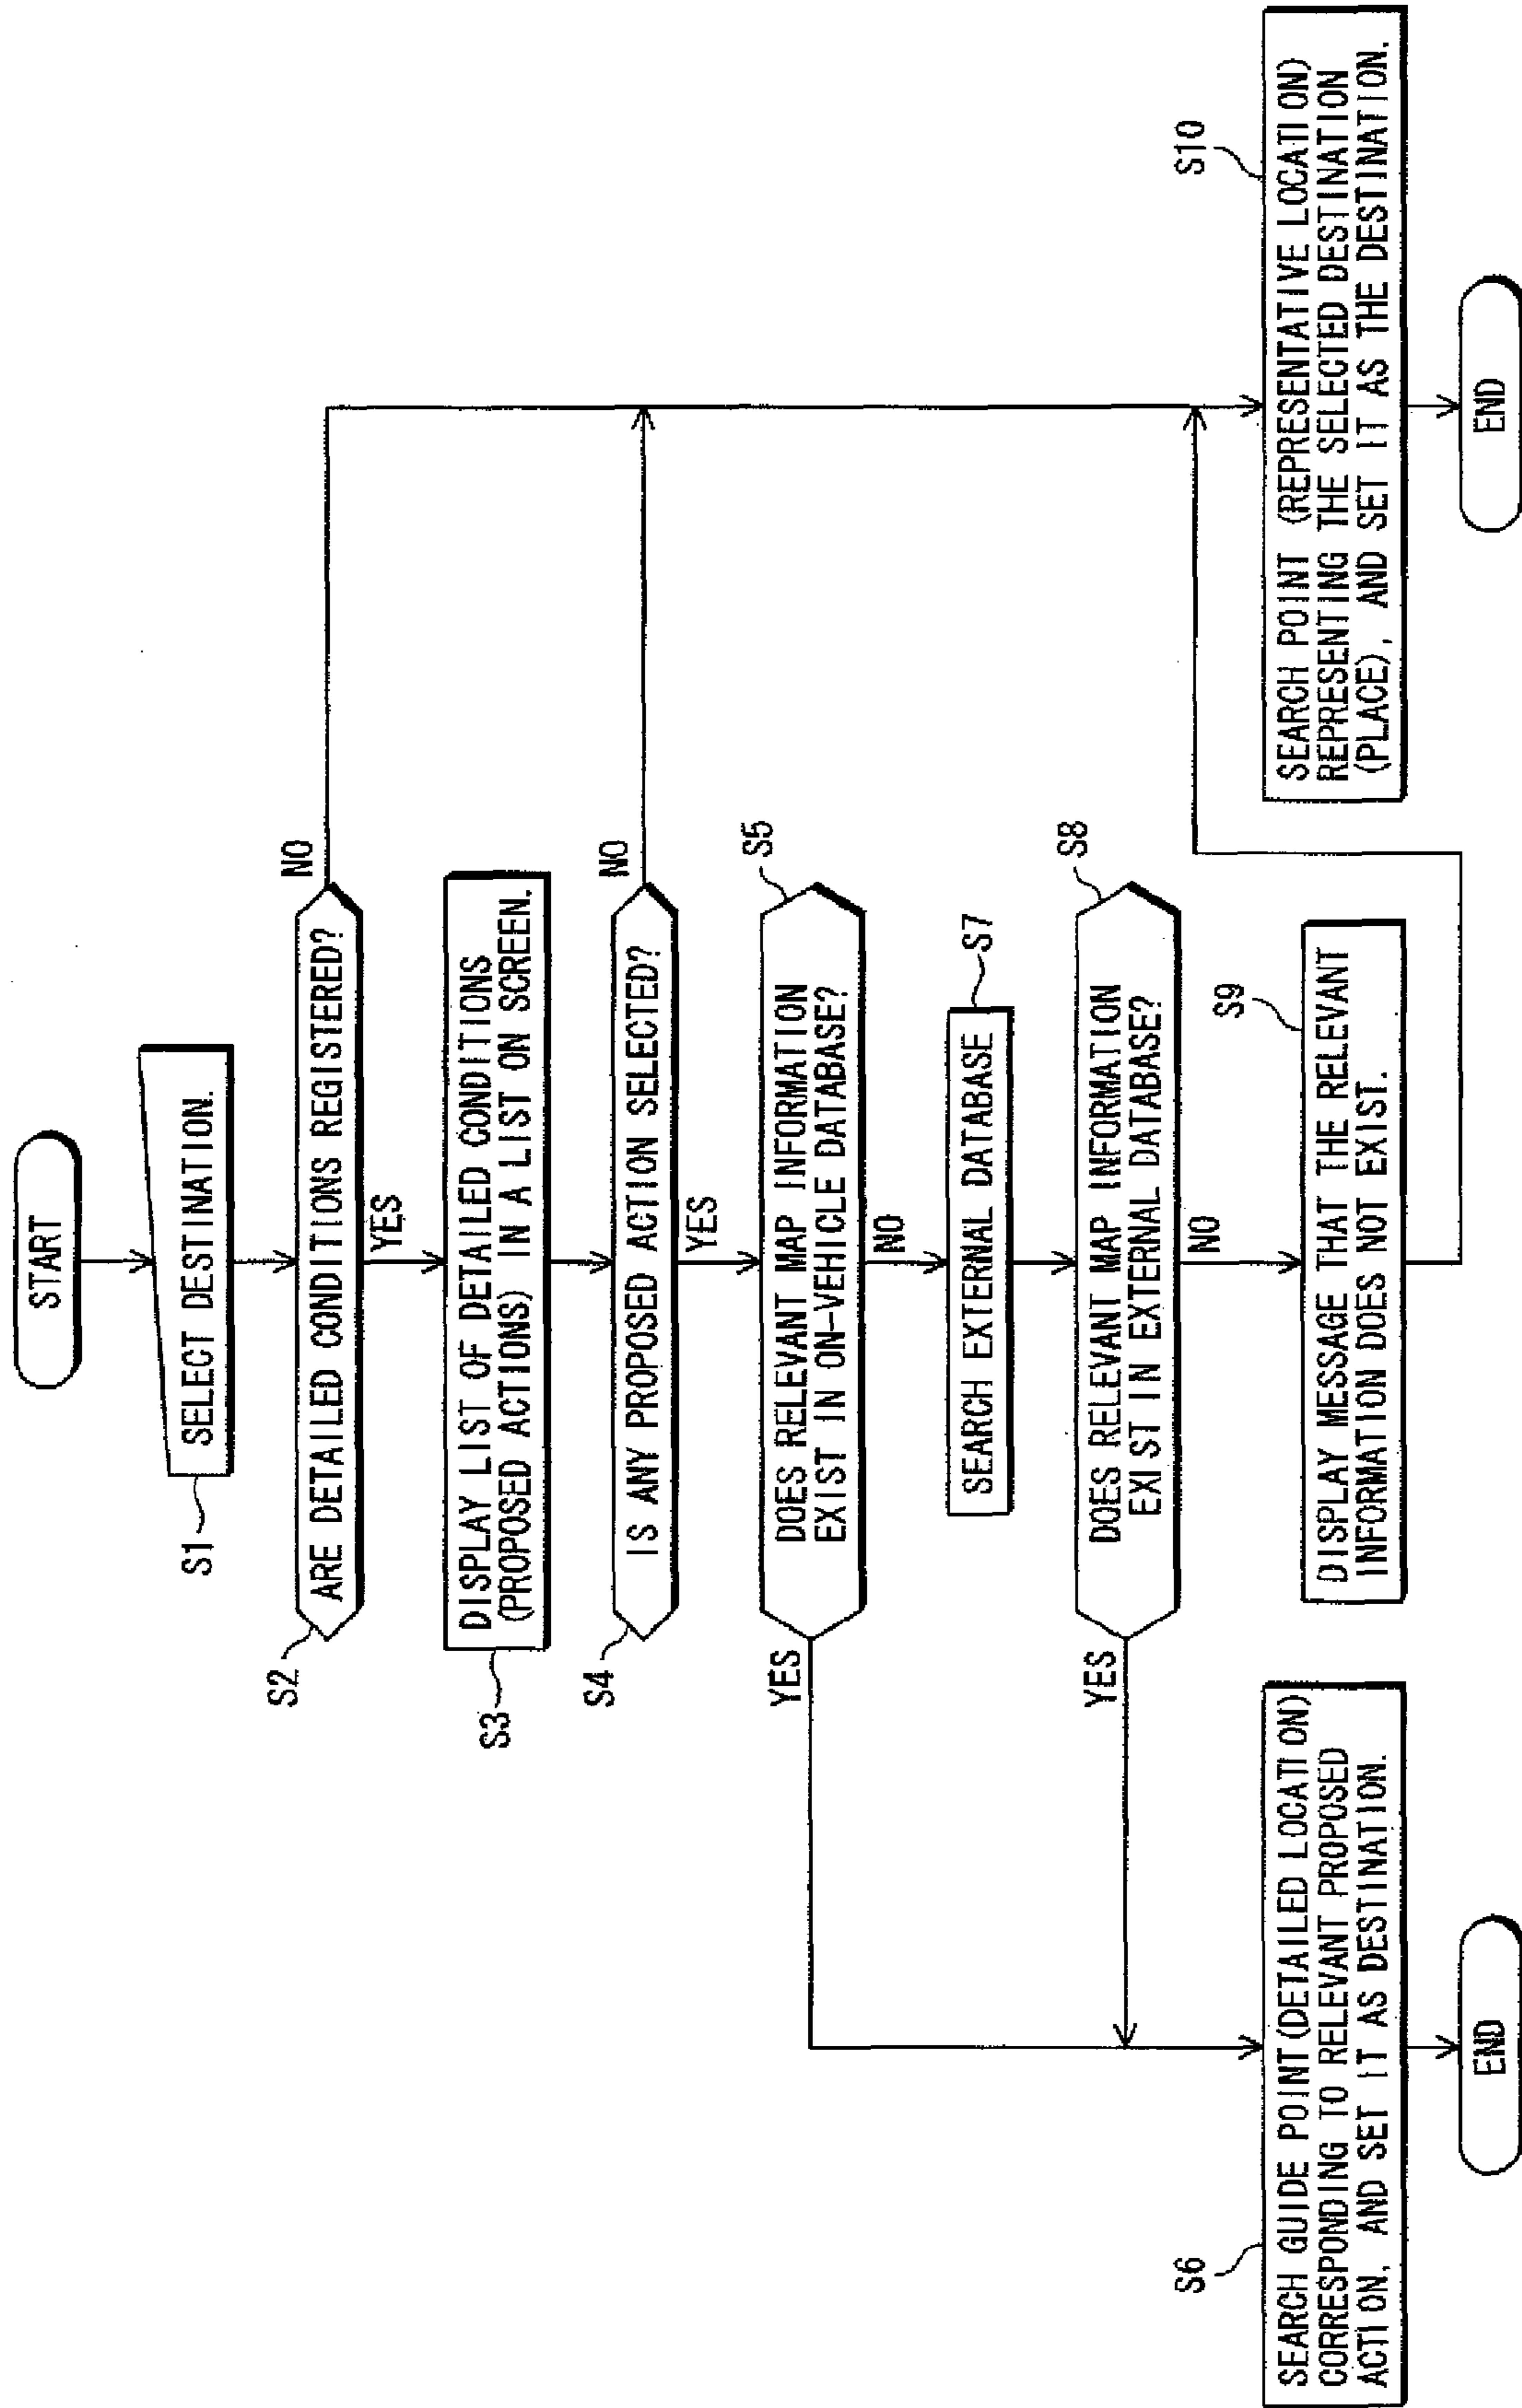 START
S1
SELECT DESTINATION.
S2
ARE DETAILED CONDITIONS REGISTERED?
NO
YES
S3
DISPLAY LIST OF DETAILED CONDITIONS
(PROPOSED ACTIONS) IN A LIST ON SCREEN.
S4
IS ANY PROPOSED ACTION SELECTED?
NO
YES
S5
DOES RELEVANT MAP INFORMATION
EXIST IN ON-VEHICLE DATABASE?
YES
NO
SEARCH EXTERNAL DATABASE
S7
S8
DOES RELEVANT MAP INFORMATION
EXIST IN EXTERNAL DATABASE?
YES
NO
S9
DISPLAY MESSAGE THAT THE RELEVANT
INFORMATION DOES NOT EXIST.
S6
SEARCH GUIDE POINT(DETAILED LOCATION)
CORRESPONDING TO RELEVANT PROPOSED
ACTION, AND SET IT AS DESTINATION.
END
S10
SEARCH POINT (REPRESENTATIVE LOCATION)
REPRESENTING THE SELECTED DESTINATION
(PLACE), AND SET IT AS THE DESTINATION.
END